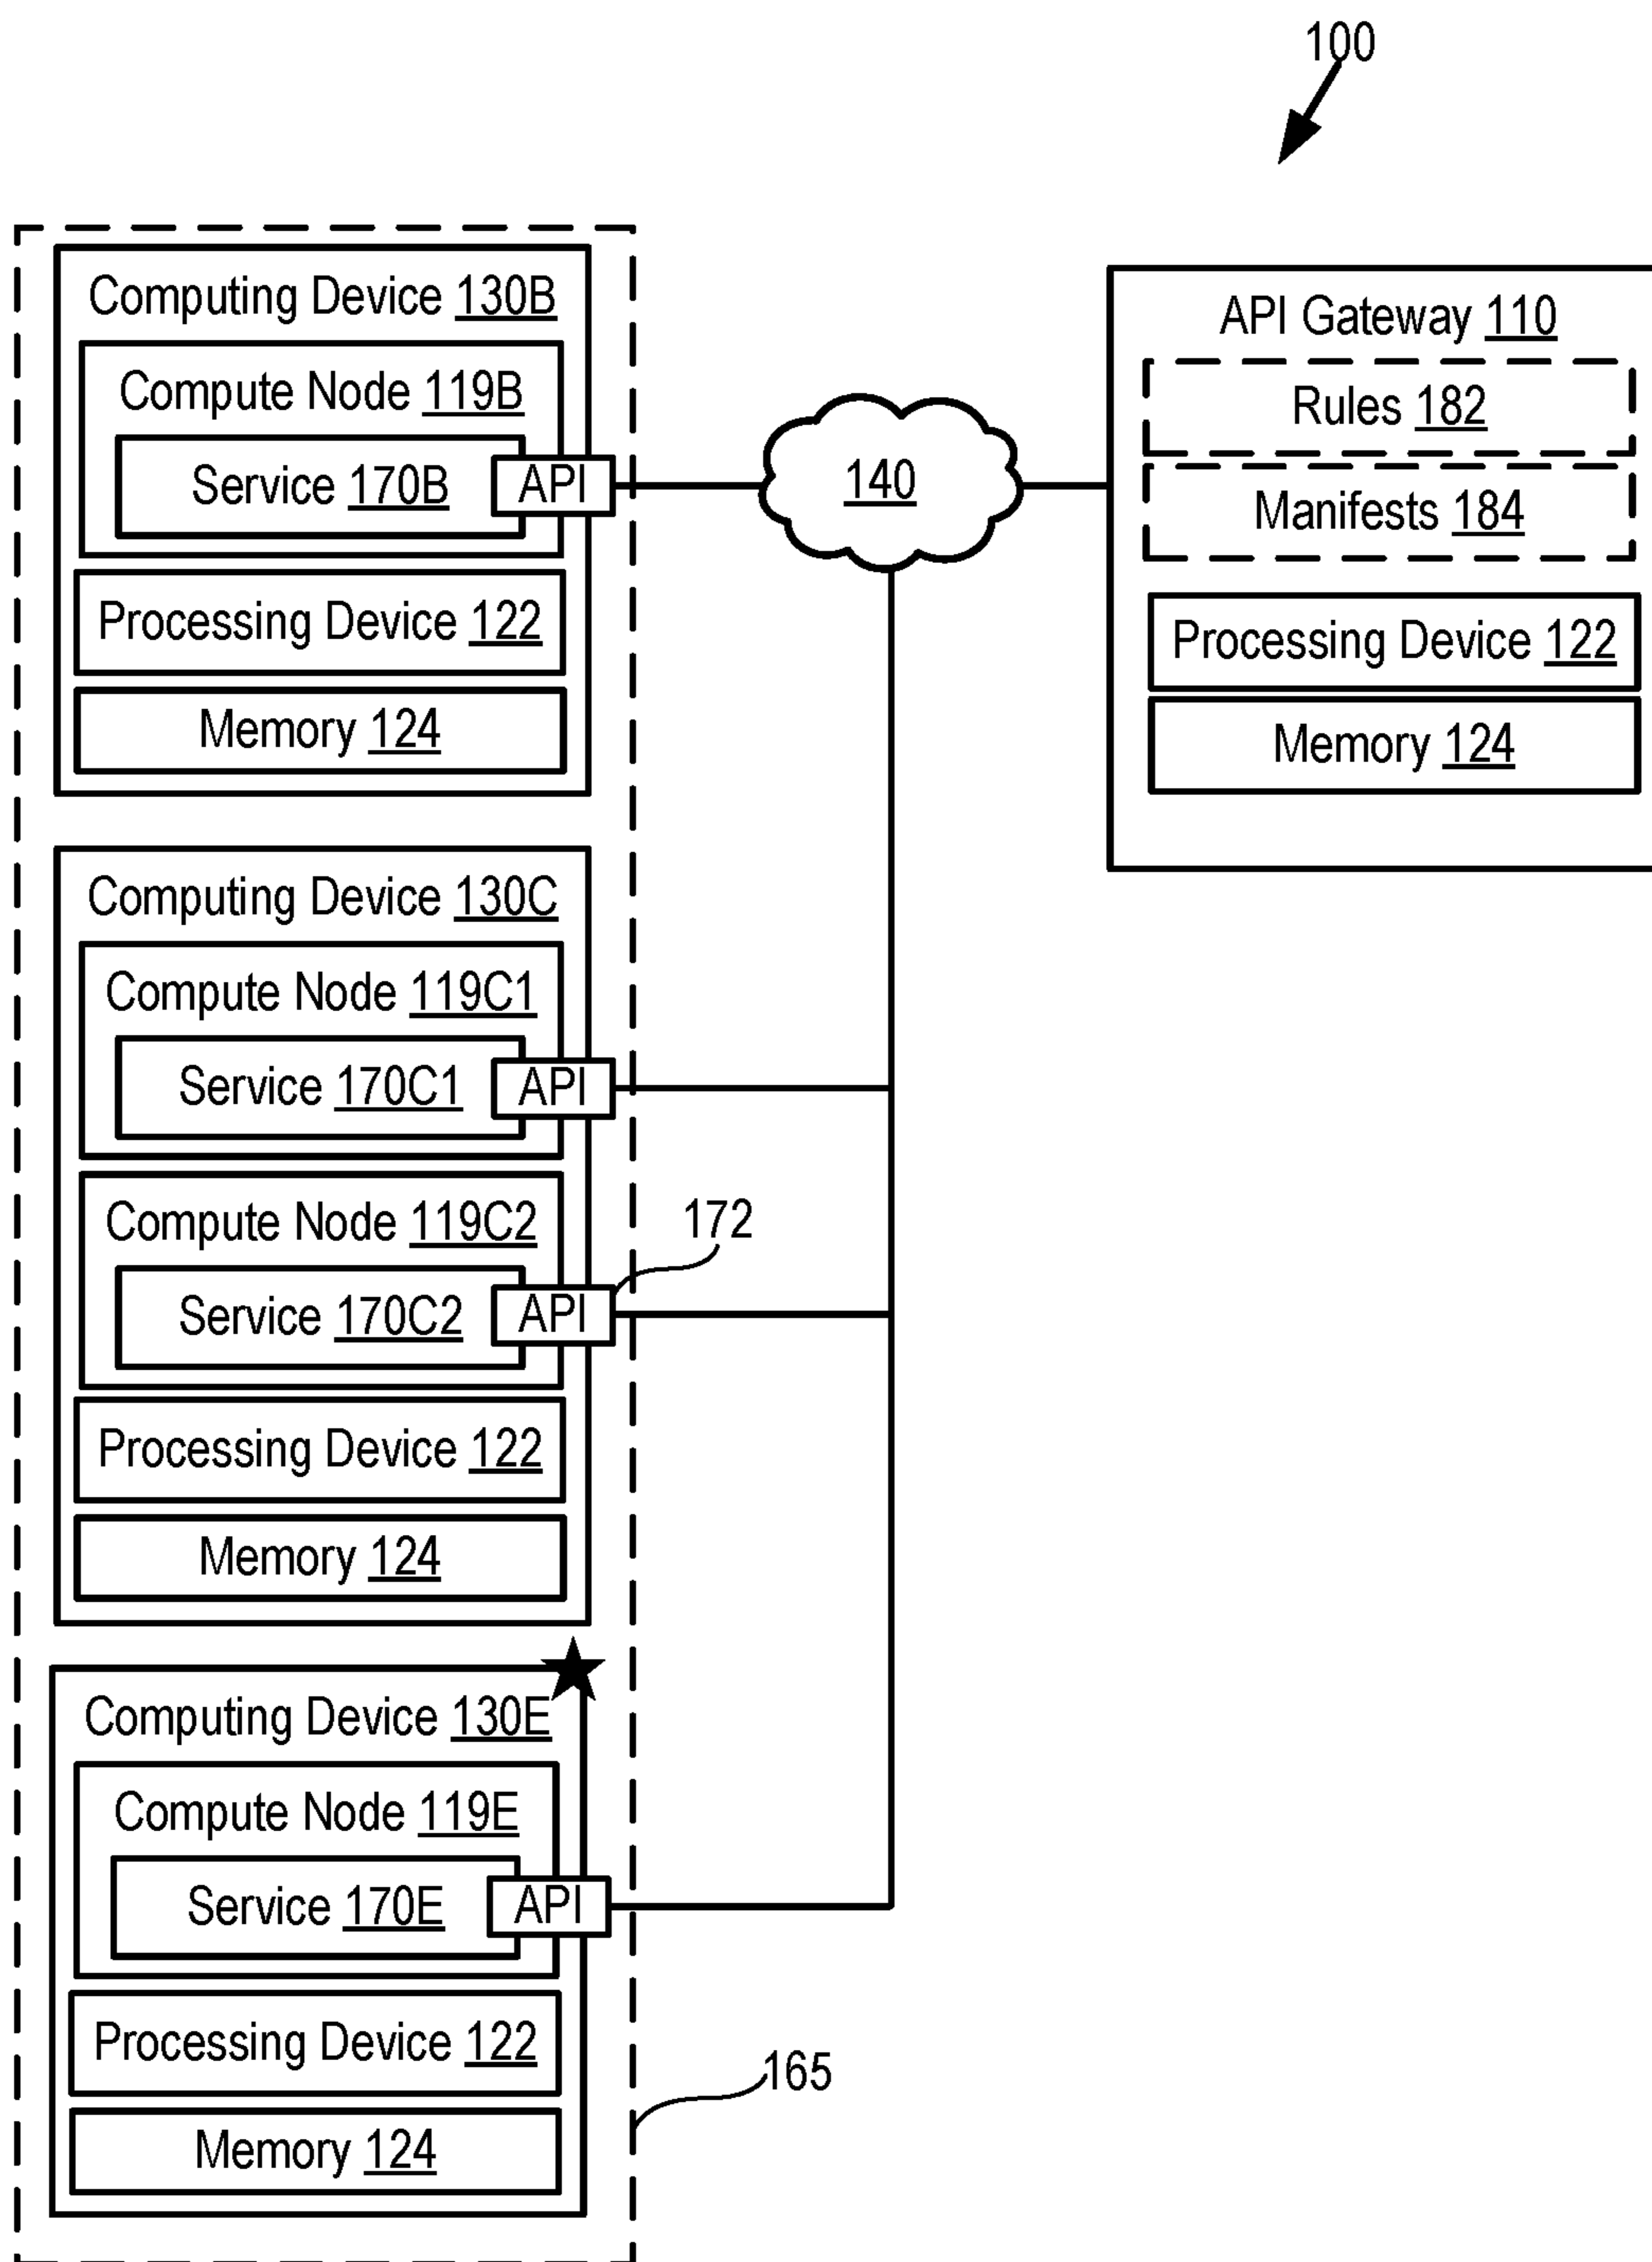 100
Computing Device 130B
Compute Node 119B
Service 170B
API
Processing Device 122
Memory 124
140
API Gateway 110
Rules 182
Manifests 184
Processing Device 122
Memory 124
Computing Device 130C
Compute Node 119C1
Service 170C1
API
Compute Node 119C2
172
Service 170C2
API
Processing Device 122
Memory 124
Computing Device 130E
Compute Node 119E
Service 170E
API
Processing Device 122
165
Memory 124